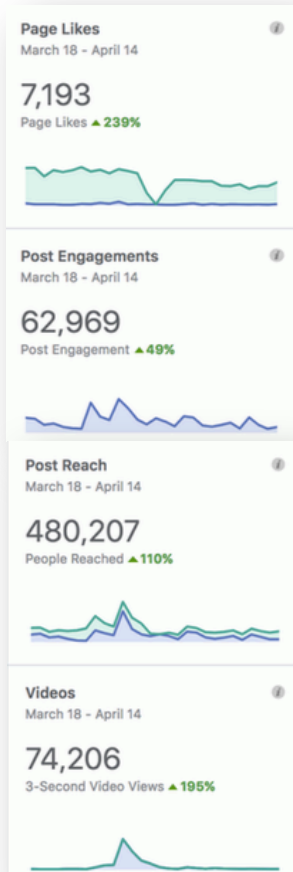 Page Likes
March 18 - April 14
7,193
Page Likes ▲ 239%
Post Engagements
March 18 - April 14
62,969
Post Engagement ▲ 49%
Post Reach
March 18 - April 14
480,207
People Reached ▲ 110%
Videos
March 18 - April 14
74,206
3-Second Video Views ▲ 195%